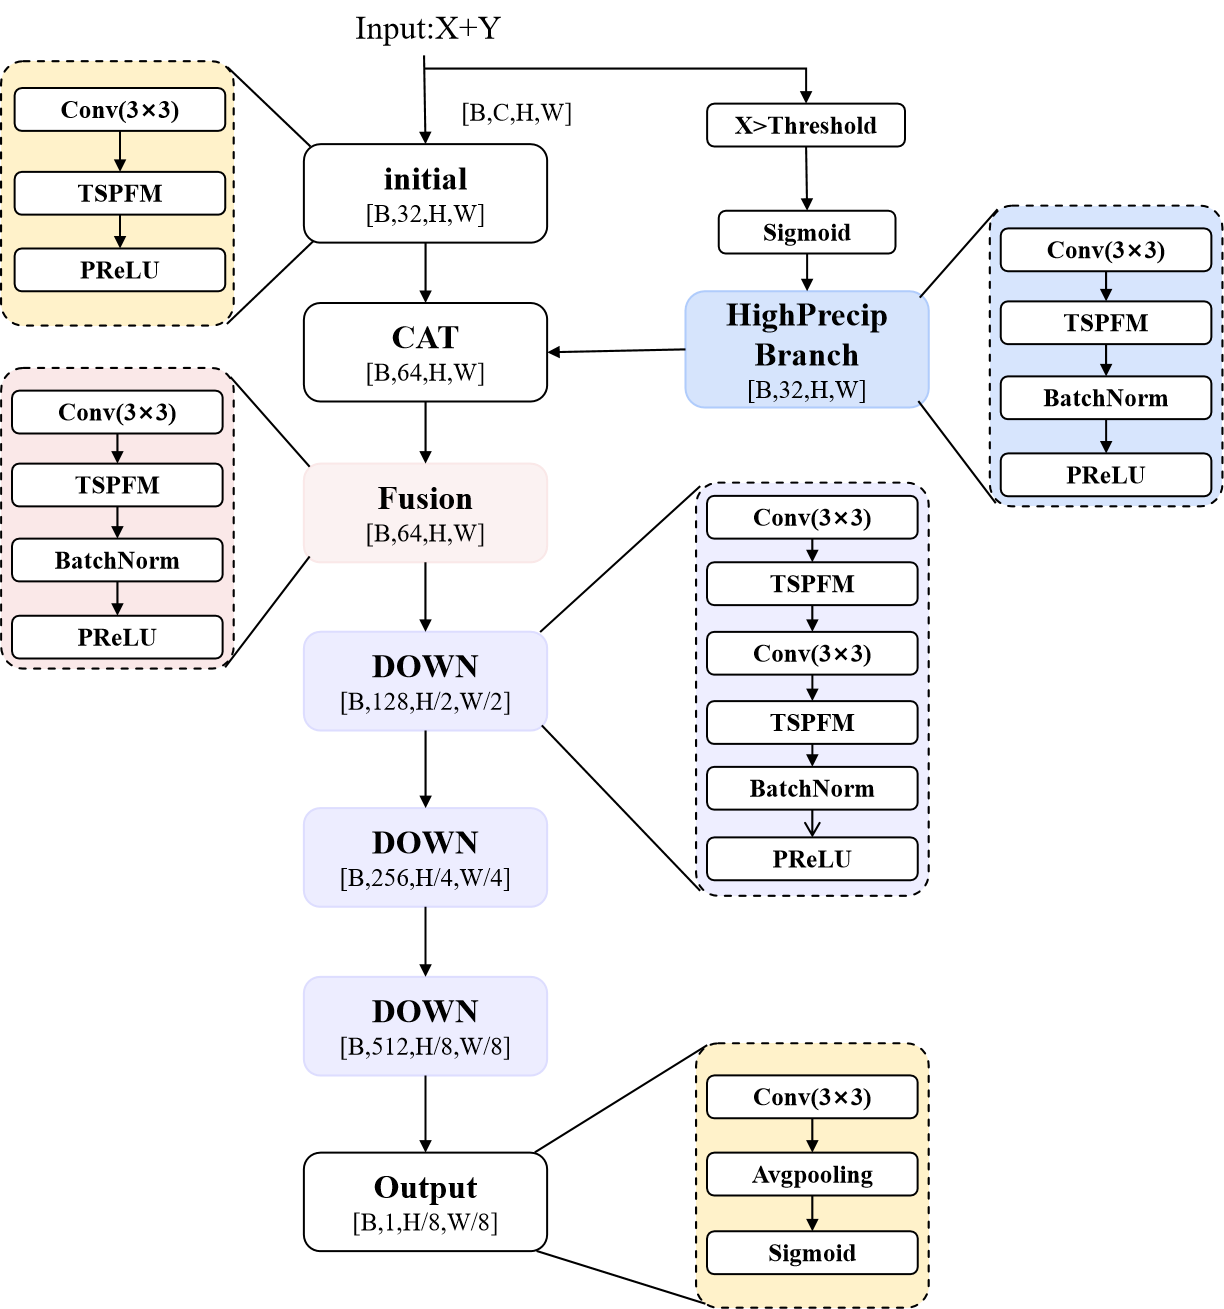 Input:X+Y
[B,C,H,W]
Conv(3×3)
TSPFM
PReLU
initial
[B,32,H,W]
X>Threshold
Sigmoid
HighPrecip
Branch
[B,32,H,W]
Conv(3×3)
TSPFM
BatchNorm
PReLU
CAT
[B,64,H,W]
Conv(3×3)
TSPFM
BatchNorm
PReLU
Fusion
[B,64,H,W]
DOWN
[B,128,H/2,W/2]
Conv(3×3)
TSPFM
Conv(3×3)
TSPFM
BatchNorm
PReLU
DOWN
[B,256,H/4,W/4]
DOWN
[B,512,H/8,W/8]
Output
[B,1,H/8,W/8]
Conv(3×3)
Avgpooling
Sigmoid